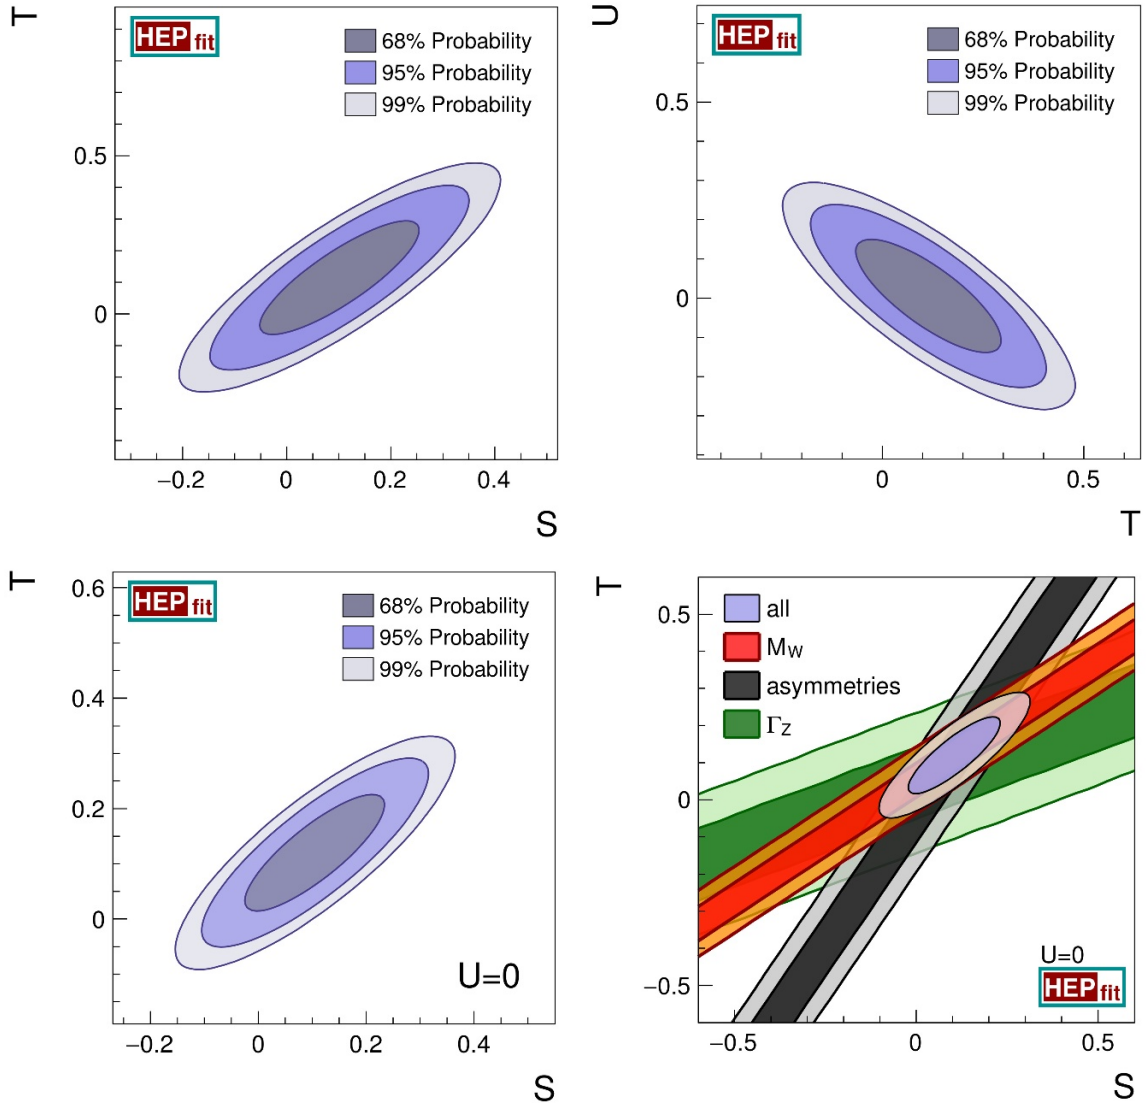 T
HEP fit
68% Probability
95% Probability
99% Probability
0.5
0
−0.2 0 0.2 0.4
S
U
HEP fit
68% Probability
95% Probability
99% Probability
0.5
0
0 0.5
T
T
HEP fit
68% Probability
95% Probability
99% Probability
0.6
0.4
0.2
0
U=0
−0.2 0 0.2 0.4
S
T
all
MW
asymmetries
ΓZ
0.5
0
−0.5
U=0
HEP fit
−0.5 0 0.5
S